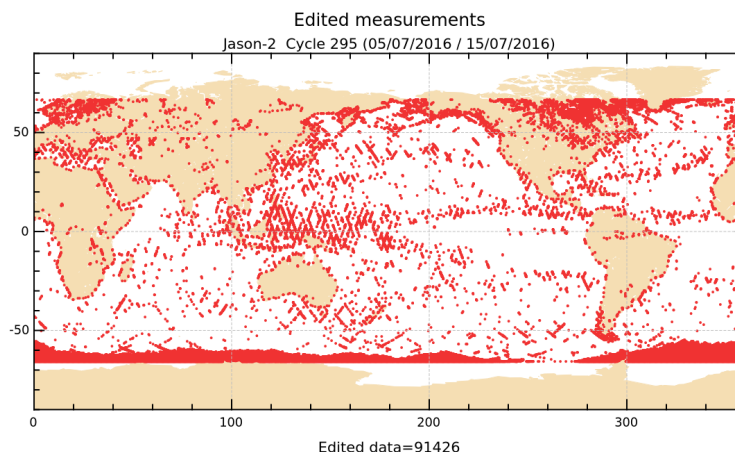 Edited measurements
Jason-2 Cycle 295 (05/07/2016 / 15/07/2016)
50
0
-50
0 100 200 300
Edited data=91426